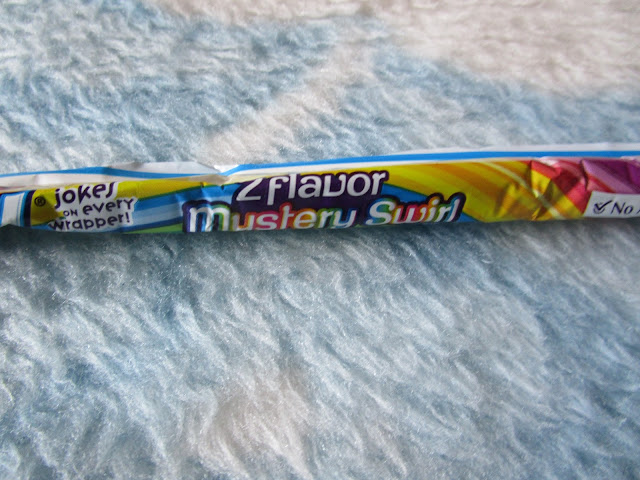 ®
jokes
on every
wrapper!
2 flavor
mystery Swirl
No